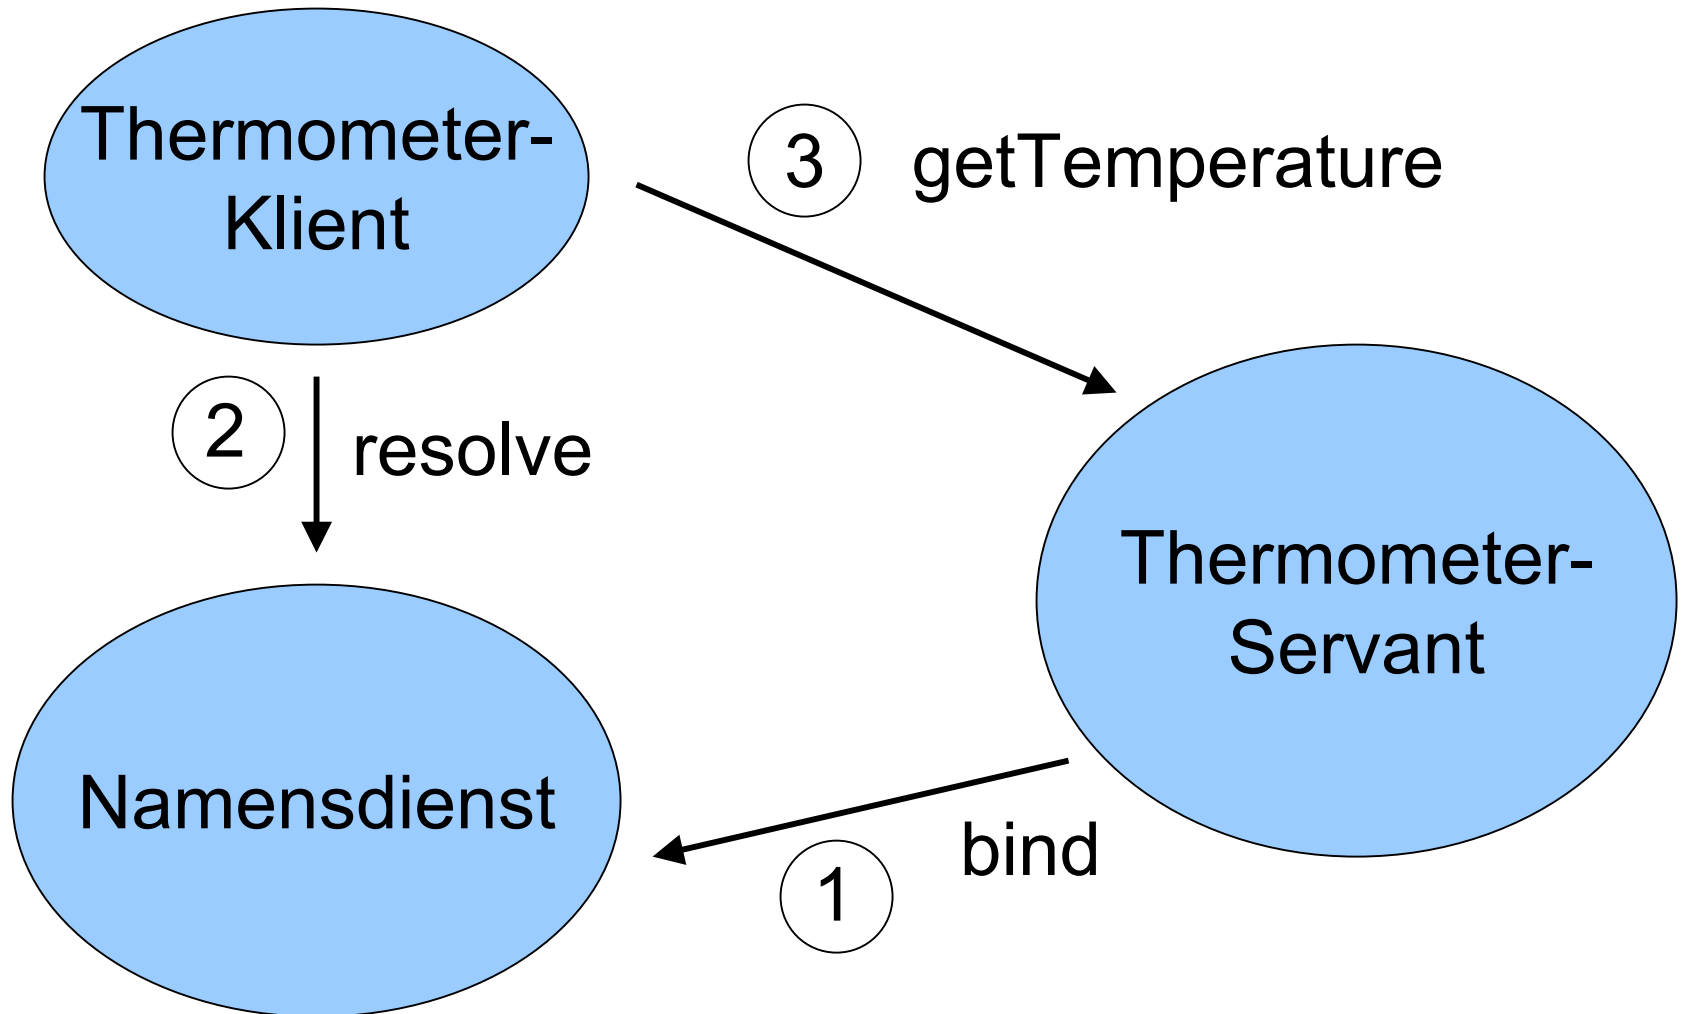 Thermometer-
Klient
3 getTemperature
2 resolve
Thermometer-
Servant
Namensdienst
bind
1